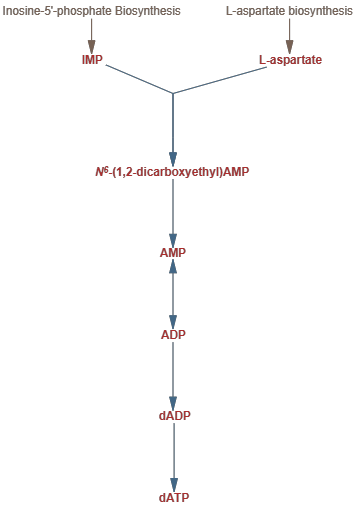 Inosine-5'-phosphate Biosynthesis
L-aspartate biosynthesis
IMP
L-aspartate
N6-(1,2-dicarboxyethyl)AMP
AMP
ADP
dADP
dATP